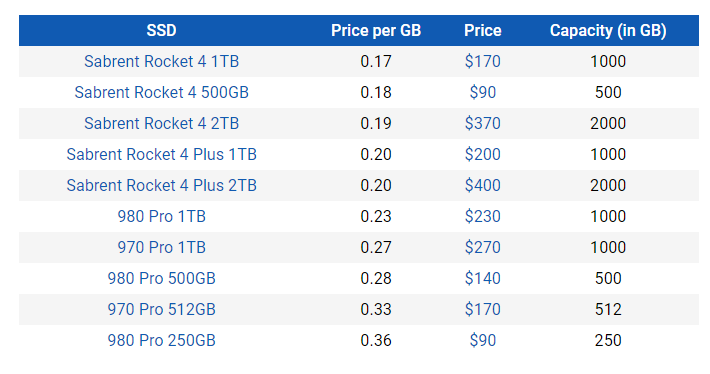 SSD Price per GB Price Capacity (in GB)
Sabrent Rocket 4 1TB 0.17 $170 1000
Sabrent Rocket 4 500GB 0.18 $90 500
Sabrent Rocket 4 2TB 0.19 $370 2000
Sabrent Rocket 4 Plus 1TB 0.20 $200 1000
Sabrent Rocket 4 Plus 2TB 0.20 $400 2000
980 Pro 1TB 0.23 $230 1000
970 Pro 1TB 0.27 $270 1000
980 Pro 500GB 0.28 $140 500
970 Pro 512GB 0.33 $170 512
980 Pro 250GB 0.36 $90 250